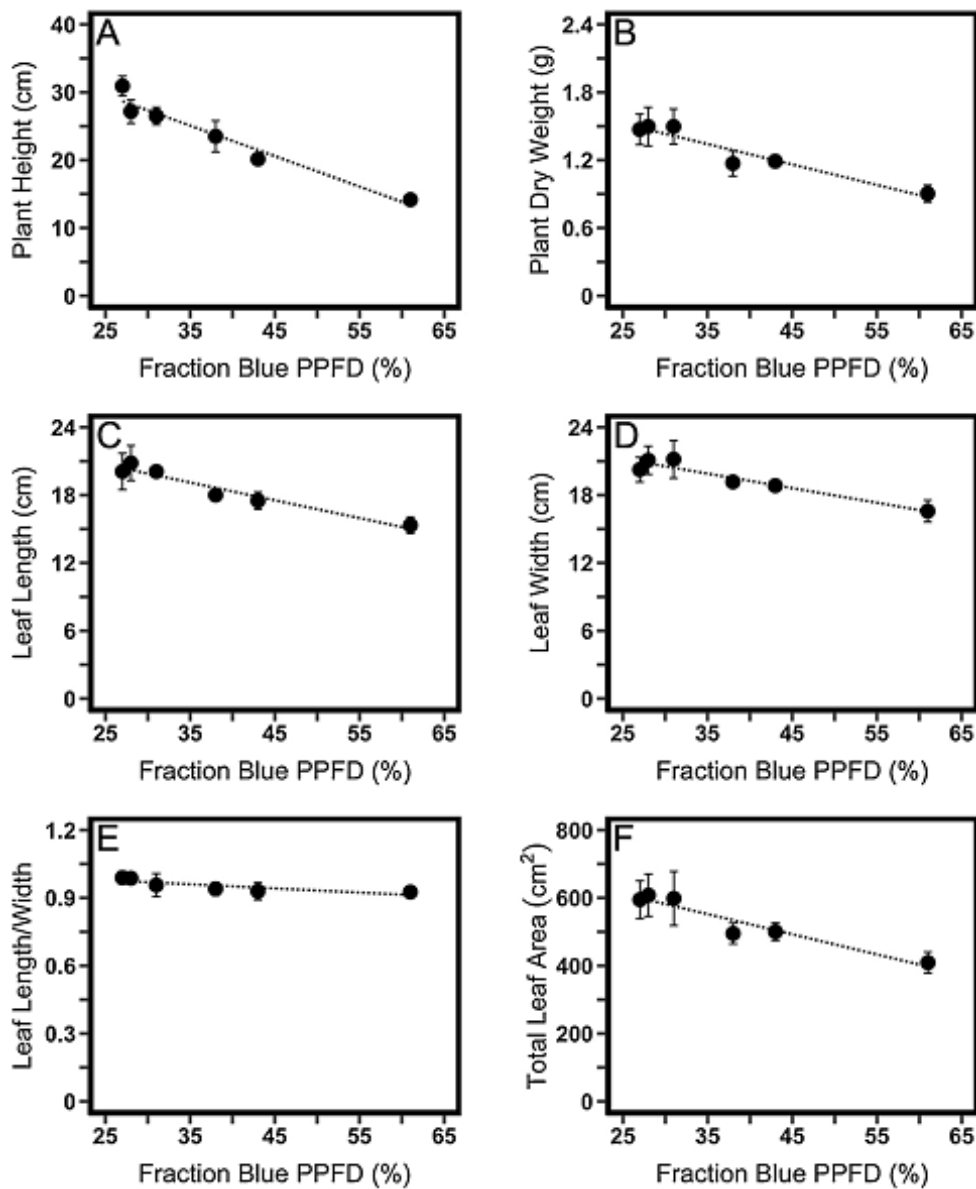 A
Plant Height (cm)
40
30
20
10
0
25 35 45 55 65
Fraction Blue PPFD (%)
B
Plant Dry Weight (g)
2.4
1.8
1.2
0.6
0
25 35 45 55 65
Fraction Blue PPFD (%)
C
Leaf Length (cm)
24
18
12
6
0
25 35 45 55 65
Fraction Blue PPFD (%)
D
Leaf Width (cm)
24
18
12
6
0
25 35 45 55 65
Fraction Blue PPFD (%)
E
Leaf Length/Width
1.2
0.9
0.6
0.3
0
25 35 45 55 65
Fraction Blue PPFD (%)
F
Total Leaf Area (cm²)
800
600
400
200
0
25 35 45 55 65
Fraction Blue PPFD (%)